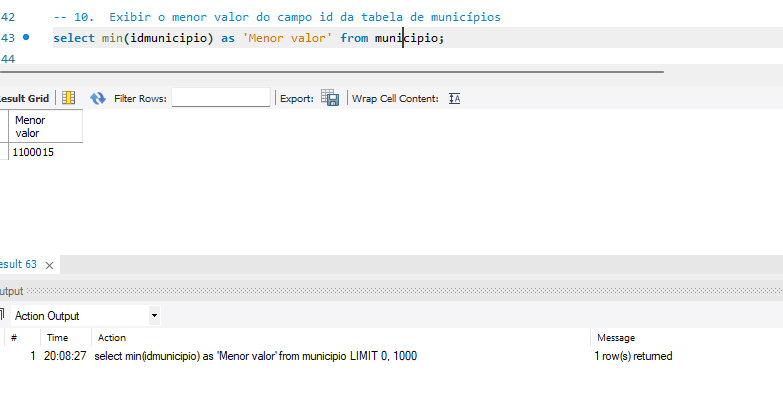 42 -- 10. Exibir o menor valor do campo id da tabela de municípios
43 select min(idmunicipio) as 'Menor valor' from municipio;
44
esult Grid Filter Rows: Export: Wrap Cell Content:
Menor
valor
1100015
esult 63
utput
Action Output
# Time Action Message
1 20:08:27 select min(idmunicipio) as 'Menor valor' from municipio LIMIT 0, 1000 1 row(s) returned